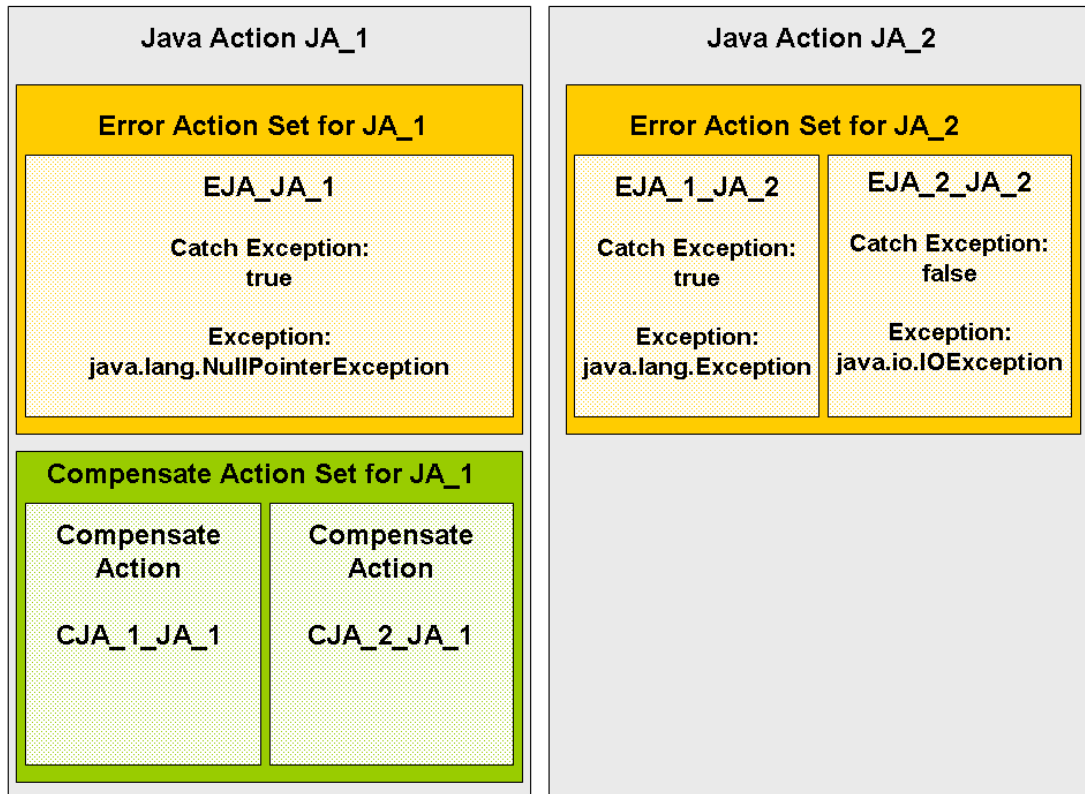 Java Action JA_1
Error Action Set for JA_1
EJA_JA_1
Catch Exception:
true
Exception:
java.lang.NullPointerException
Compensate Action Set for JA_1
Compensate
Action
CJA_1_JA_1
Compensate
Action
CJA_2_JA_1
Java Action JA_2
Error Action Set for JA_2
EJA_1_JA_2
Catch Exception:
true
Exception:
java.lang.Exception
EJA_2_JA_2
Catch Exception:
false
Exception:
java.io.IOException